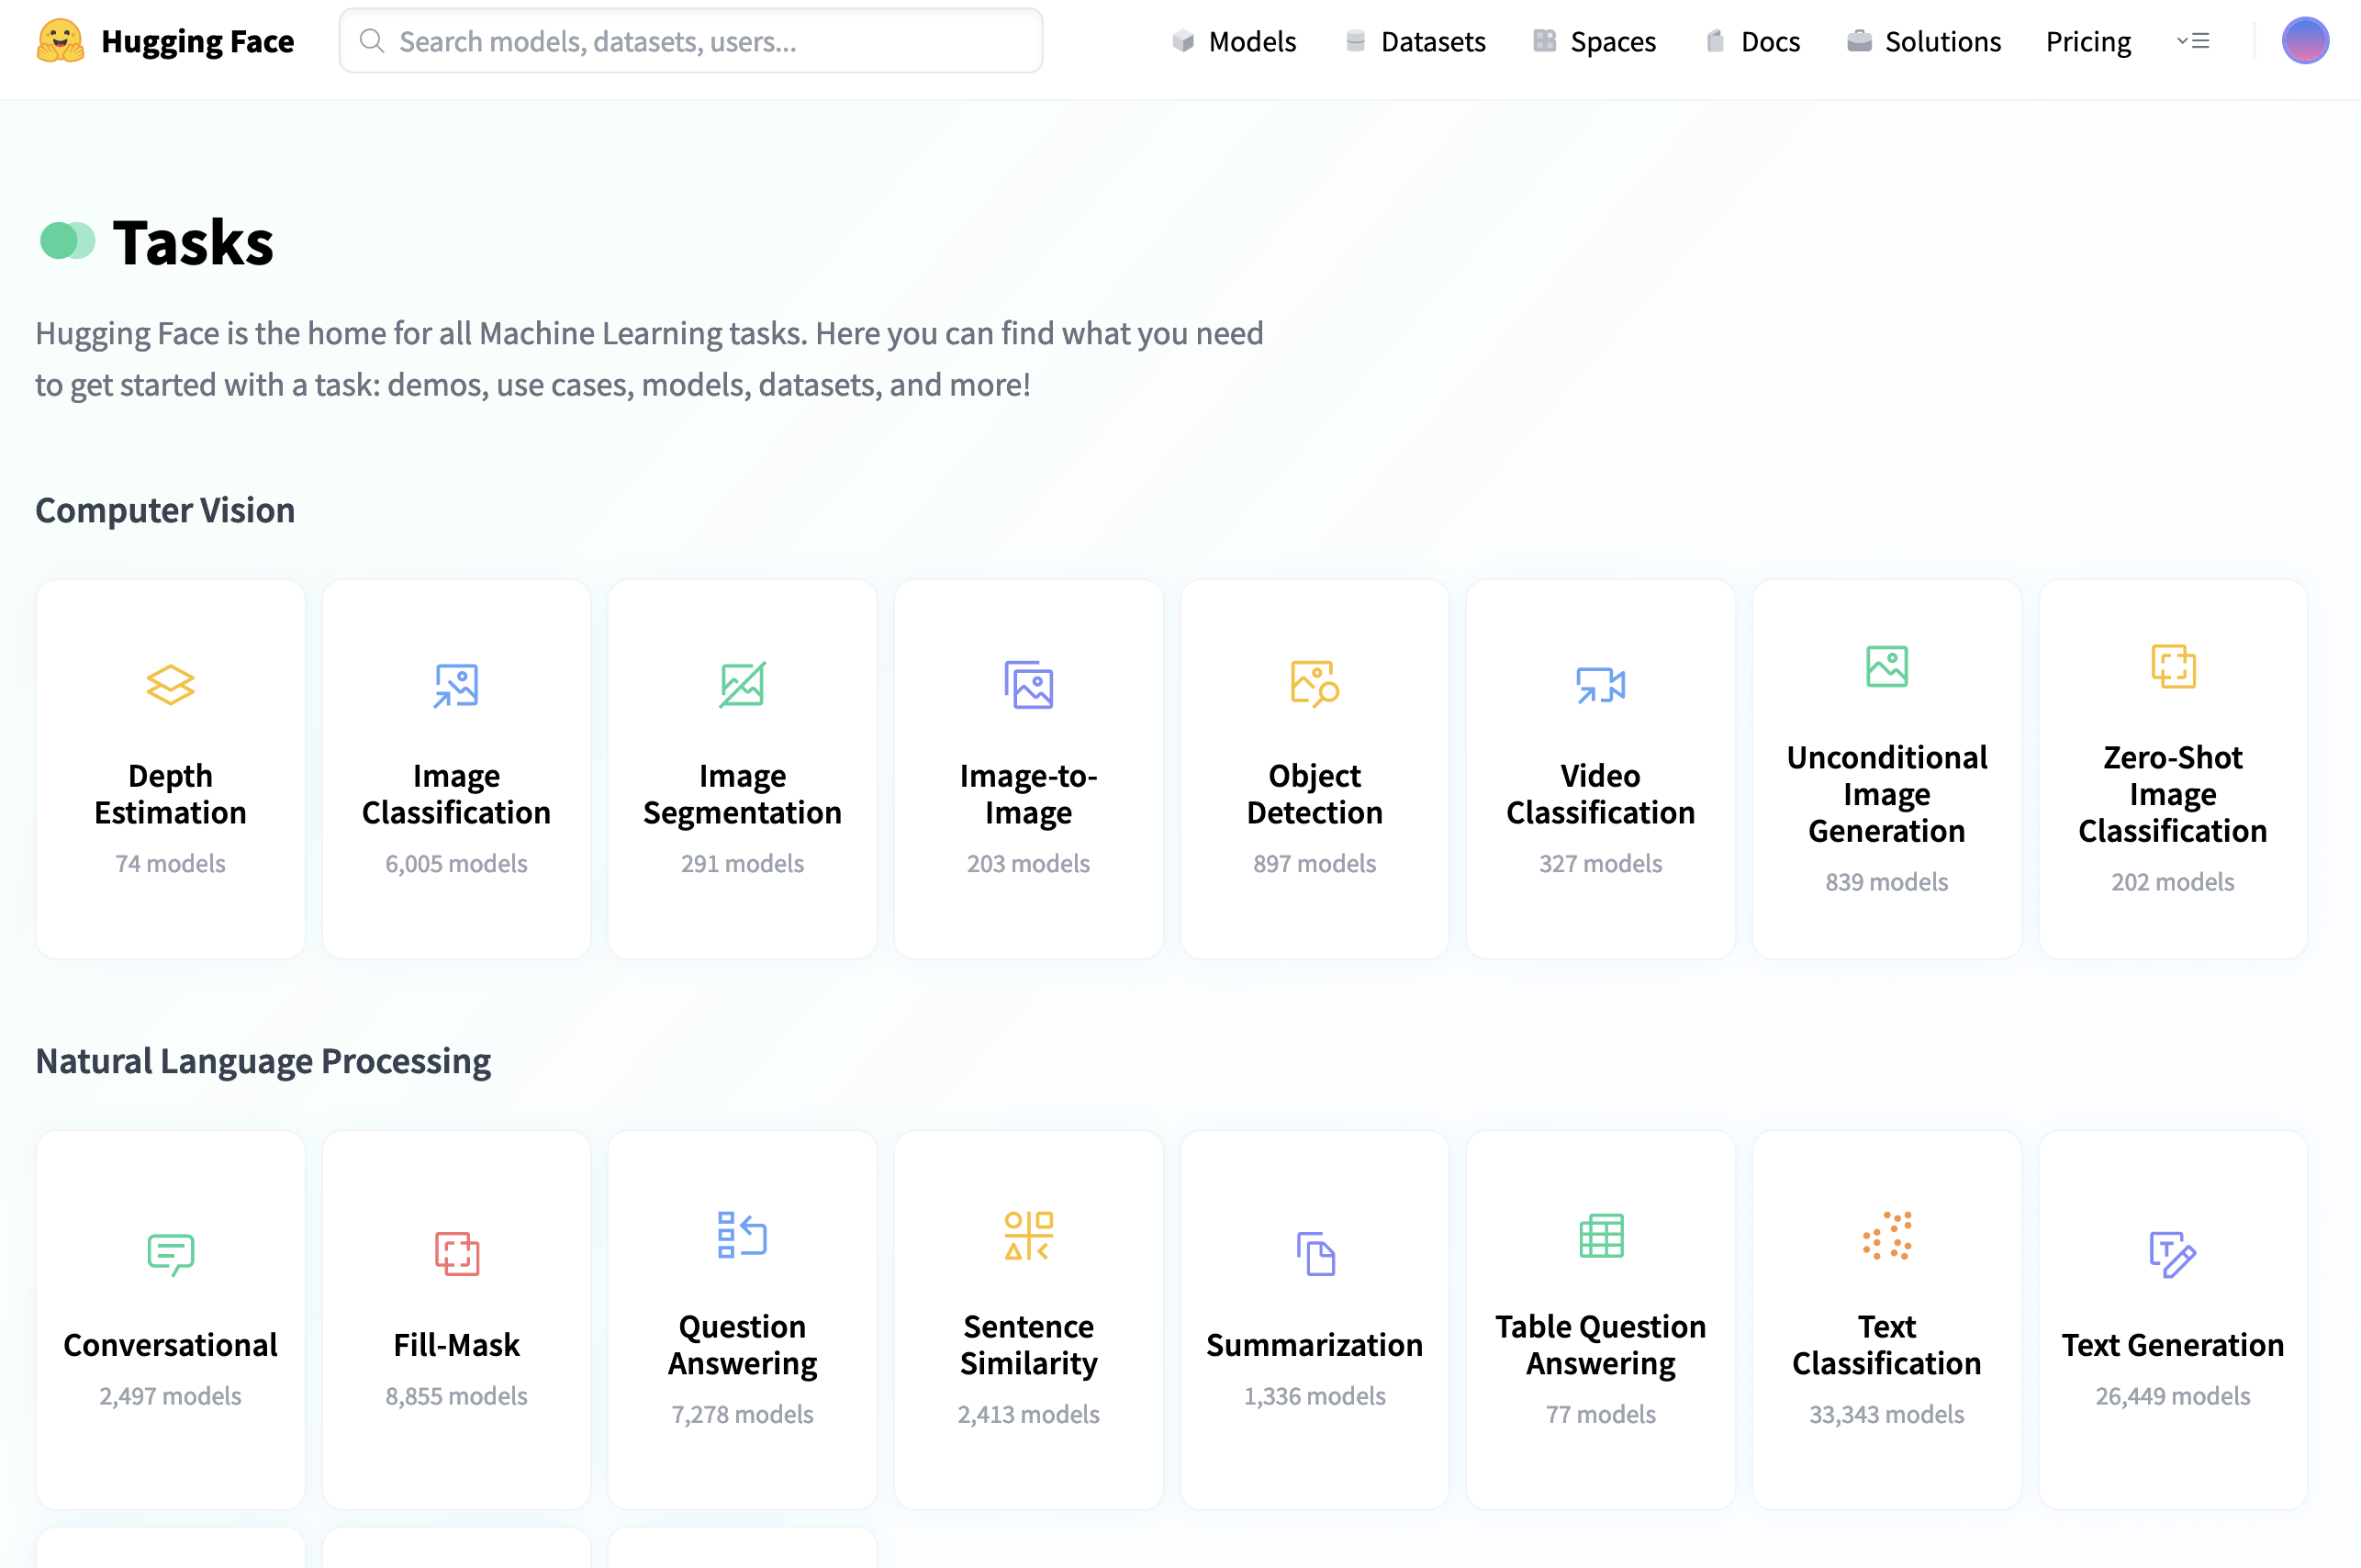 Hugging Face
Search models, datasets, users...
Models
Datasets
Spaces
Docs
Solutions
Pricing
Tasks
Hugging Face is the home for all Machine Learning tasks. Here you can find what you need
to get started with a task: demos, use cases, models, datasets, and more!
Computer Vision
Depth
Estimation
74 models
Image
Classification
6,005 models
Image
Segmentation
291 models
Image-to-
Image
203 models
Object
Detection
897 models
Video
Classification
327 models
Unconditional
Image
Generation
839 models
Zero-Shot
Image
Classification
202 models
Natural Language Processing
Conversational
2,497 models
Fill-Mask
8,855 models
Question
Answering
7,278 models
Sentence
Similarity
2,413 models
Summarization
1,336 models
Table Question
Answering
77 models
Text
Classification
33,343 models
Text Generation
26,449 models